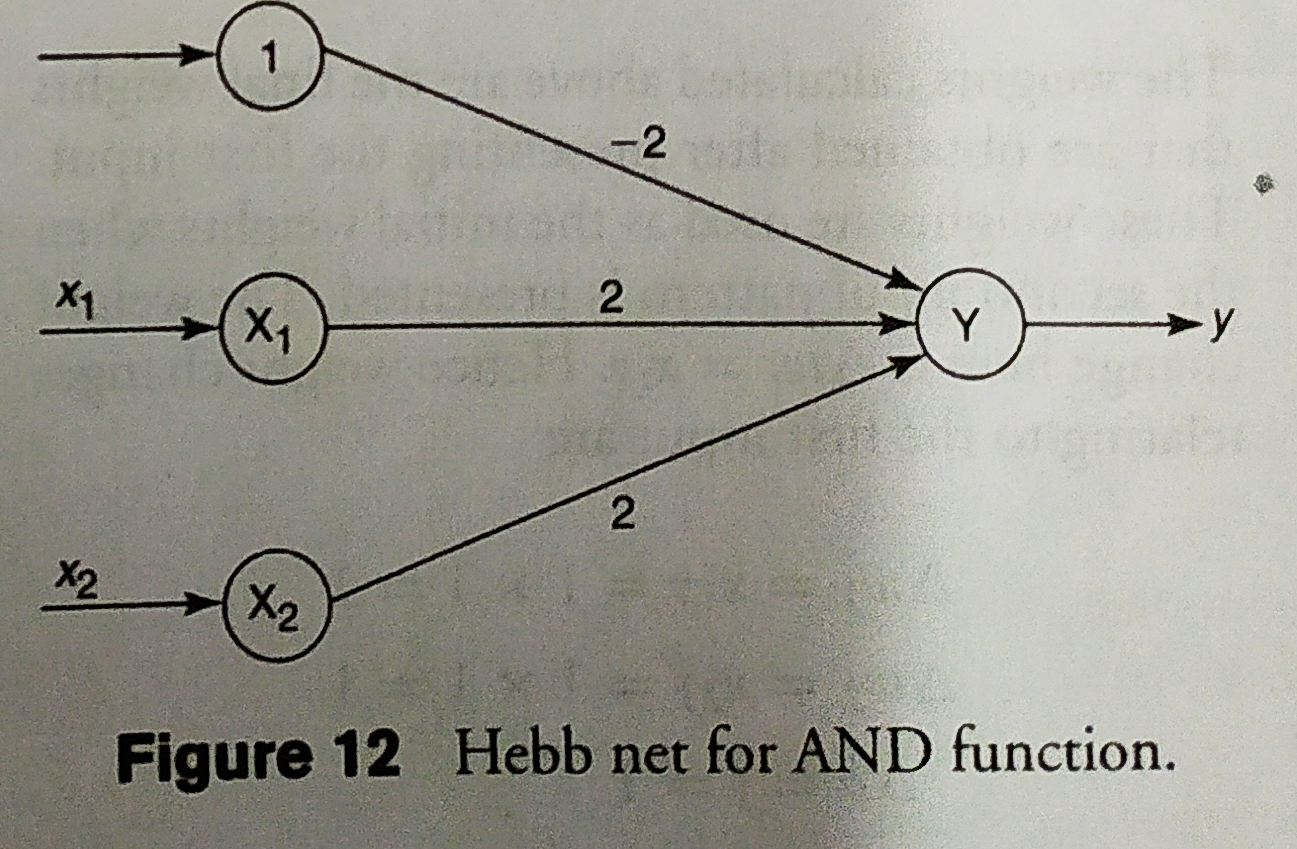 1
−2
x₁
X₁
2
Y
y
2
x₂
X₂
Figure 12 Hebb net for AND function.